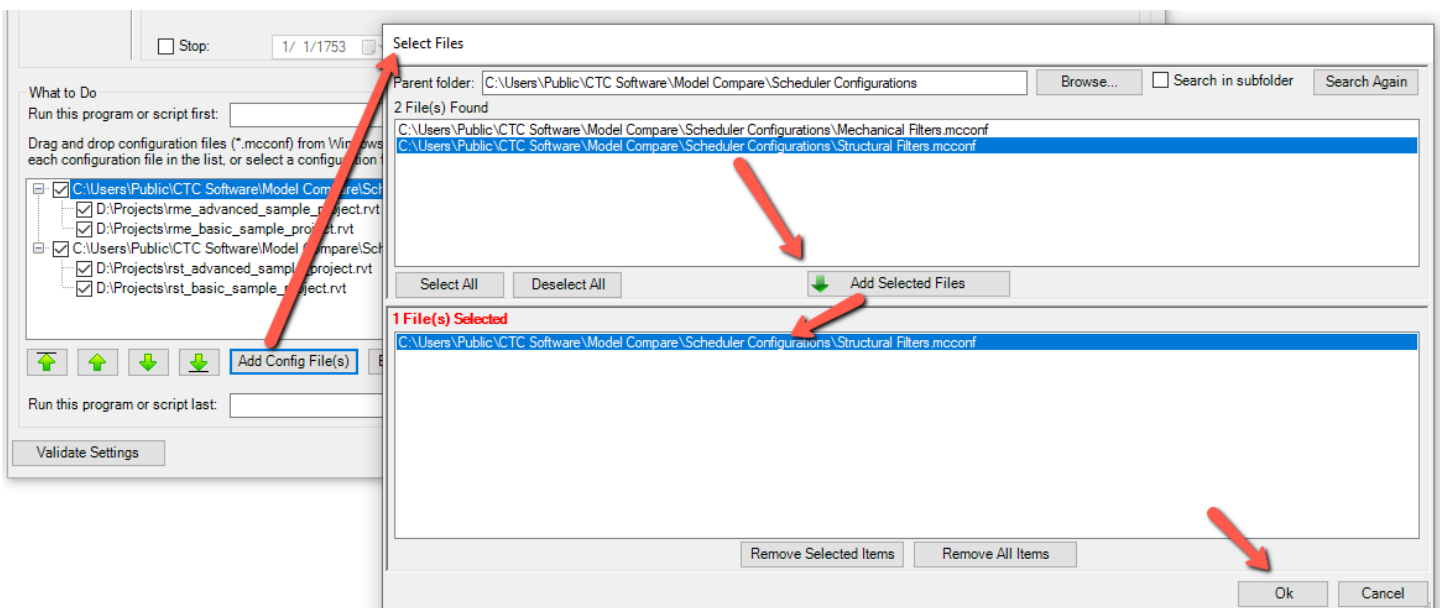 Stop:
1/ 1/1753
What to Do
Run this program or script first:
Drag and drop configuration files (*.mcconf) from Windows
each configuration file in the list, or select a configuration
C:\Users\Public\CTC Software\Model Compare\Sch
D:\Projects\rme_advanced_sample_project.rvt
D:\Projects\rme_basic_sample_project.rvt
C:\Users\Public\CTC Software\Model Compare\Sch
D:\Projects\rst_advanced_sample_project.rvt
D:\Projects\rst_basic_sample_project.rvt
Add Config File(s)
Run this program or script last:
Validate Settings
Select Files
Parent folder: C:\Users\Public\CTC Software\Model Compare\Scheduler Configurations Browse... Search in subfolder Search Again
2 File(s) Found
C:\Users\Public\CTC Software\Model Compare\Scheduler Configurations\Mechanical Filters.mcconf
C:\Users\Public\CTC Software\Model Compare\Scheduler Configurations\Structural Filters.mcconf
Select All Deselect All Add Selected Files
1 File(s) Selected
C:\Users\Public\CTC Software\Model Compare\Scheduler Configurations\Structural Filters.mcconf
Remove Selected Items Remove All Items
Ok Cancel